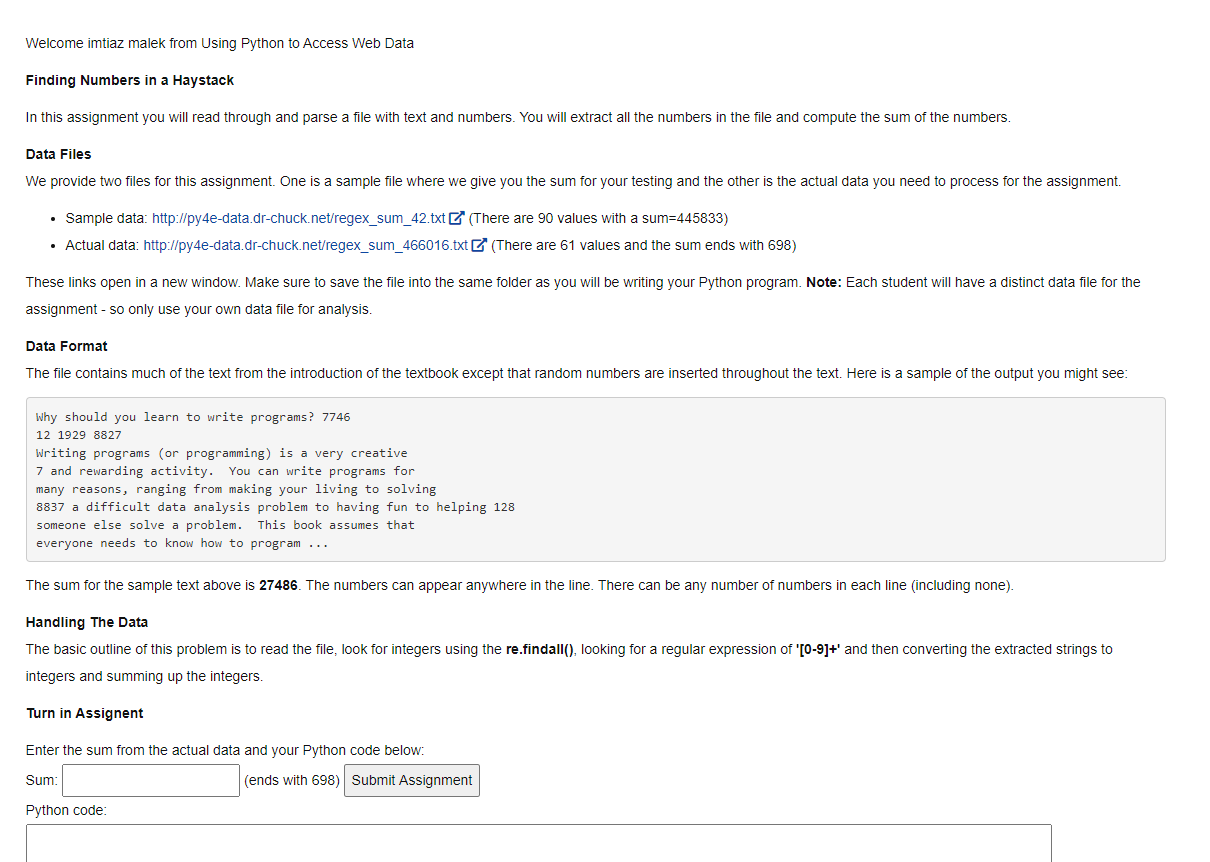 Welcome imtiaz malek from Using Python to Access Web Data
Finding Numbers in a Haystack
In this assignment you will read through and parse a file with text and numbers. You will extract all the numbers in the file and compute the sum of the numbers.
Data Files
We provide two files for this assignment. One is a sample file where we give you the sum for your testing and the other is the actual data you need to process for the assignment.
• Sample data: http://py4e-data.dr-chuck.net/regex_sum_42.txt (There are 90 values with a sum=445833)
• Actual data: http://py4e-data.dr-chuck.net/regex_sum_466016.txt (There are 61 values and the sum ends with 698)
These links open in a new window. Make sure to save the file into the same folder as you will be writing your Python program. Note: Each student will have a distinct data file for the
assignment - so only use your own data file for analysis.
Data Format
The file contains much of the text from the introduction of the textbook except that random numbers are inserted throughout the text. Here is a sample of the output you might see:
Why should you learn to write programs? 7746
12 1929 8827
Writing programs (or programming) is a very creative
7 and rewarding activity.  You can write programs for
many reasons, ranging from making your living to solving
8837 a difficult data analysis problem to having fun to helping 128
someone else solve a problem.  This book assumes that
everyone needs to know how to program ...
The sum for the sample text above is 27486. The numbers can appear anywhere in the line. There can be any number of numbers in each line (including none).
Handling The Data
The basic outline of this problem is to read the file, look for integers using the re.findall(), looking for a regular expression of '[0-9]+' and then converting the extracted strings to
integers and summing up the integers.
Turn in Assignent
Enter the sum from the actual data and your Python code below:
Sum: (ends with 698) Submit Assignment
Python code: